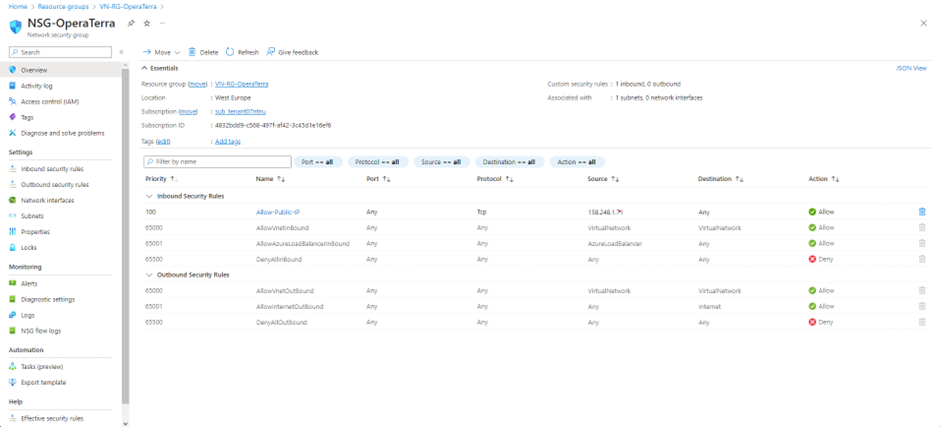 Home > Resource groups > VN-RG-OperaTerra >
NSG-OperaTerra
Network security group
Search
Overview
Activity log
Access control (IAM)
Tags
Diagnose and solve problems
Settings
Inbound security rules
Outbound security rules
Network interfaces
Subnets
Properties
Locks
Monitoring
Alerts
Diagnostic settings
Logs
NSG flow logs
Automation
Tasks (preview)
Export template
Help
Effective security rules
Move Delete Refresh Give feedback
Essentials JSON View
Resource group (move) : VN-RG-OperaTerra Custom security rules : 1 inbound, 0 outbound
Location : West Europe Associated with : 1 subnets, 0 network interfaces
Subscription (move) : sub_tenant07ntnu
Subscription ID : 4832bdd9-c568-497f-af42-3c45d1e16ef6
Tags (edit) : Add tags
Filter by name Port == all Protocol == all Source == all Destination == all Action == all
Priority Name Port Protocol Source Destination Action
Inbound Security Rules
100 Allow-Public-IP Any Tcp 158.248.1. Any Allow
65000 AllowVnetInBound Any Any VirtualNetwork VirtualNetwork Allow
65001 AllowAzureLoadBalancerInBound Any Any AzureLoadBalancer Any Allow
65500 DenyAllInBound Any Any Any Any Deny
Outbound Security Rules
65000 AllowVnetOutBound Any Any VirtualNetwork VirtualNetwork Allow
65001 AllowInternetOutBound Any Any Any Internet Allow
65500 DenyAllOutBound Any Any Any Any Deny